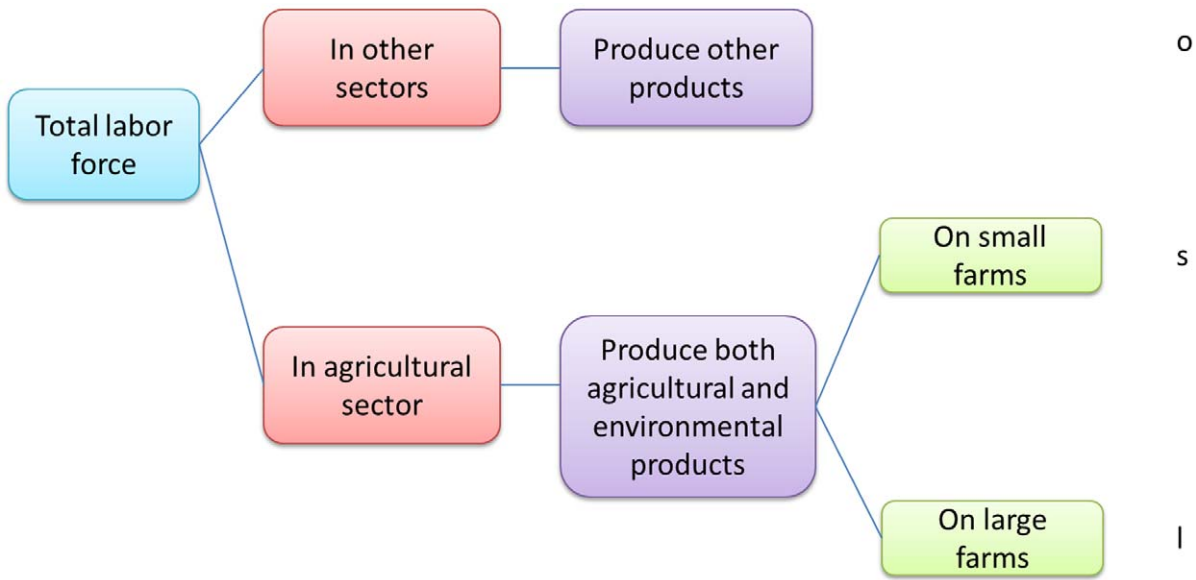 In other
sectors
Produce other
products
o
Total labor
force
On small
farms
s
In agricultural
sector
Produce both
agricultural and
environmental
products
On large
farms
l